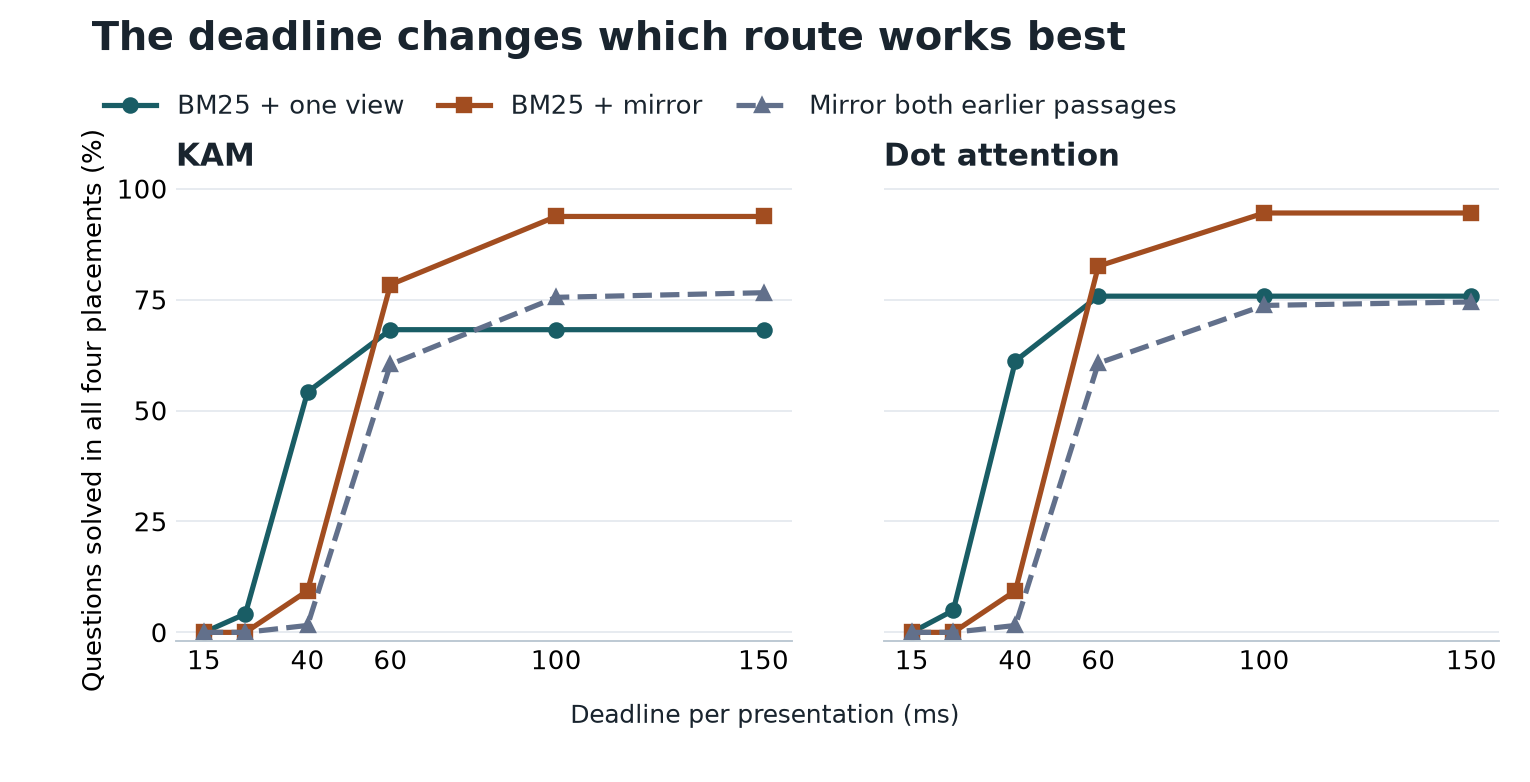 The deadline changes which route works best
BM25 + one view
BM25 + mirror
Mirror both earlier passages
KAM
Dot attention
Questions solved in all four placements (%)
100
75
50
25
0
15
40
60
100
150
15
40
60
100
150
Deadline per presentation (ms)